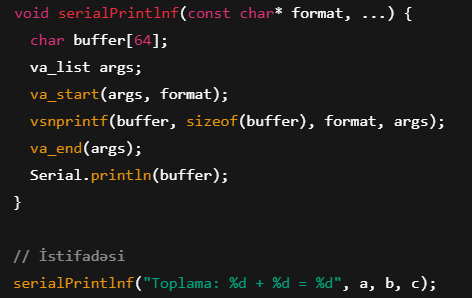 void serialPrintlnf(const char* format, ...) {
  char buffer[64];
  va_list args;
  va_start(args, format);
  vsnprintf(buffer, sizeof(buffer), format, args);
  va_end(args);
  Serial.println(buffer);
}

// İstifadəsi
serialPrintlnf("Toplama: %d + %d = %d", a, b, c);